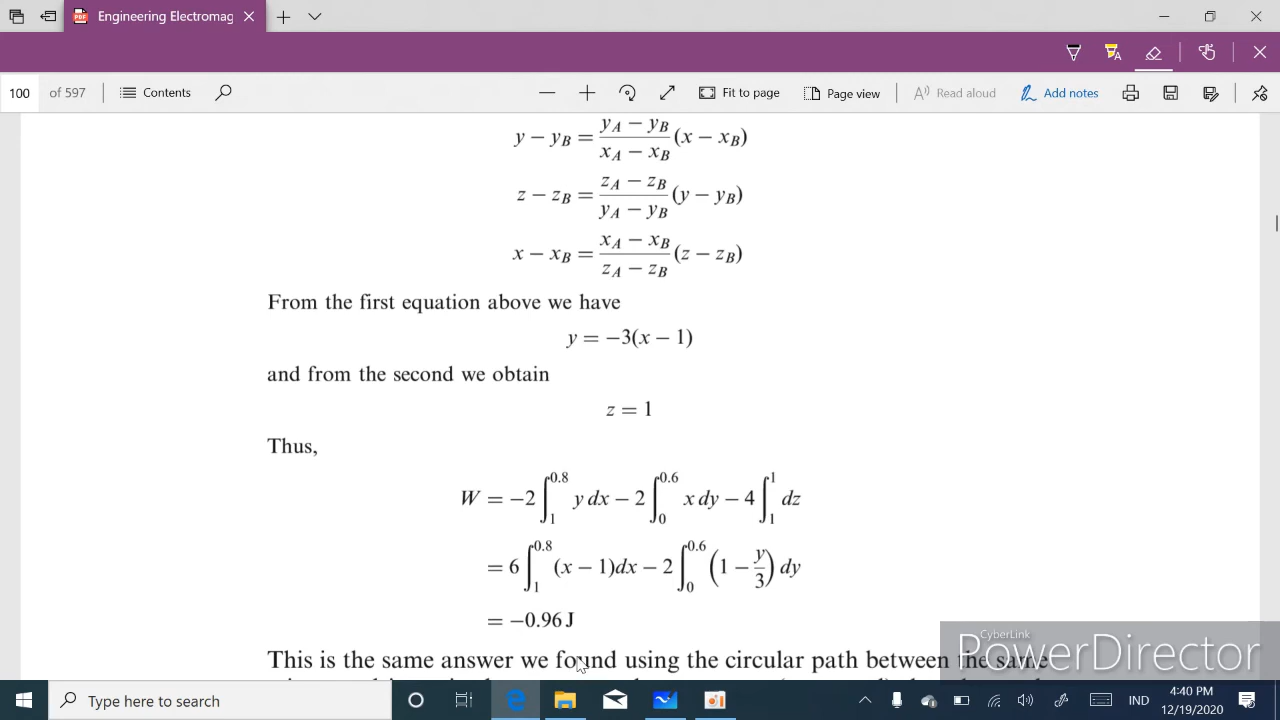 Engineering Electromag
100 of 597 Contents Fit to page Page view Read aloud Add notes
y − y_B = \frac{y_A − y_B}{x_A − x_B}(x − x_B)
z − z_B = \frac{z_A − z_B}{y_A − y_B}(y − y_B)
x − x_B = \frac{x_A − x_B}{z_A − z_B}(z − z_B)
From the first equation above we have
y = −3(x − 1)
and from the second we obtain
z = 1
Thus,
W = −2 ∫_1^{0.8} y dx − 2 ∫_0^{0.6} x dy − 4 ∫_1^1 dz
= 6 ∫_1^{0.8} (x − 1)dx − 2 ∫_0^{0.6} (1 − \frac{y}{3}) dy
= −0.96 J
This is the same answer we found using the circular path between the same
CyberLink
PowerDirector
Type here to search
IND
4:40 PM
12/19/2020